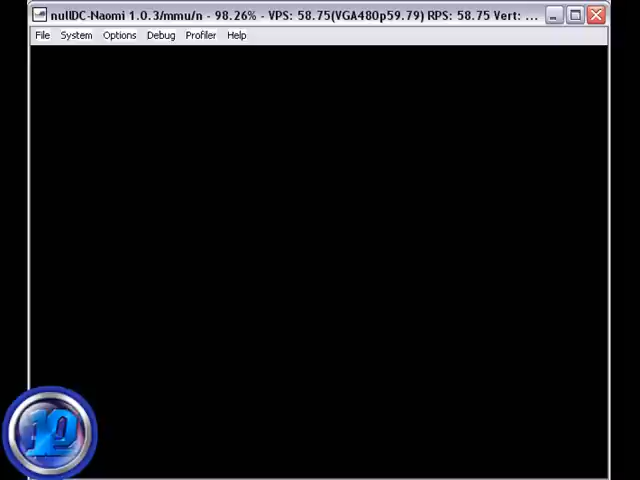 nullDC-Naomi 1.0.3/mmu/n - 98.26% - VPS: 58.75(VGA480p59.79) RPS: 58.75 Vert: ...
File System Options Debug Profiler Help
10